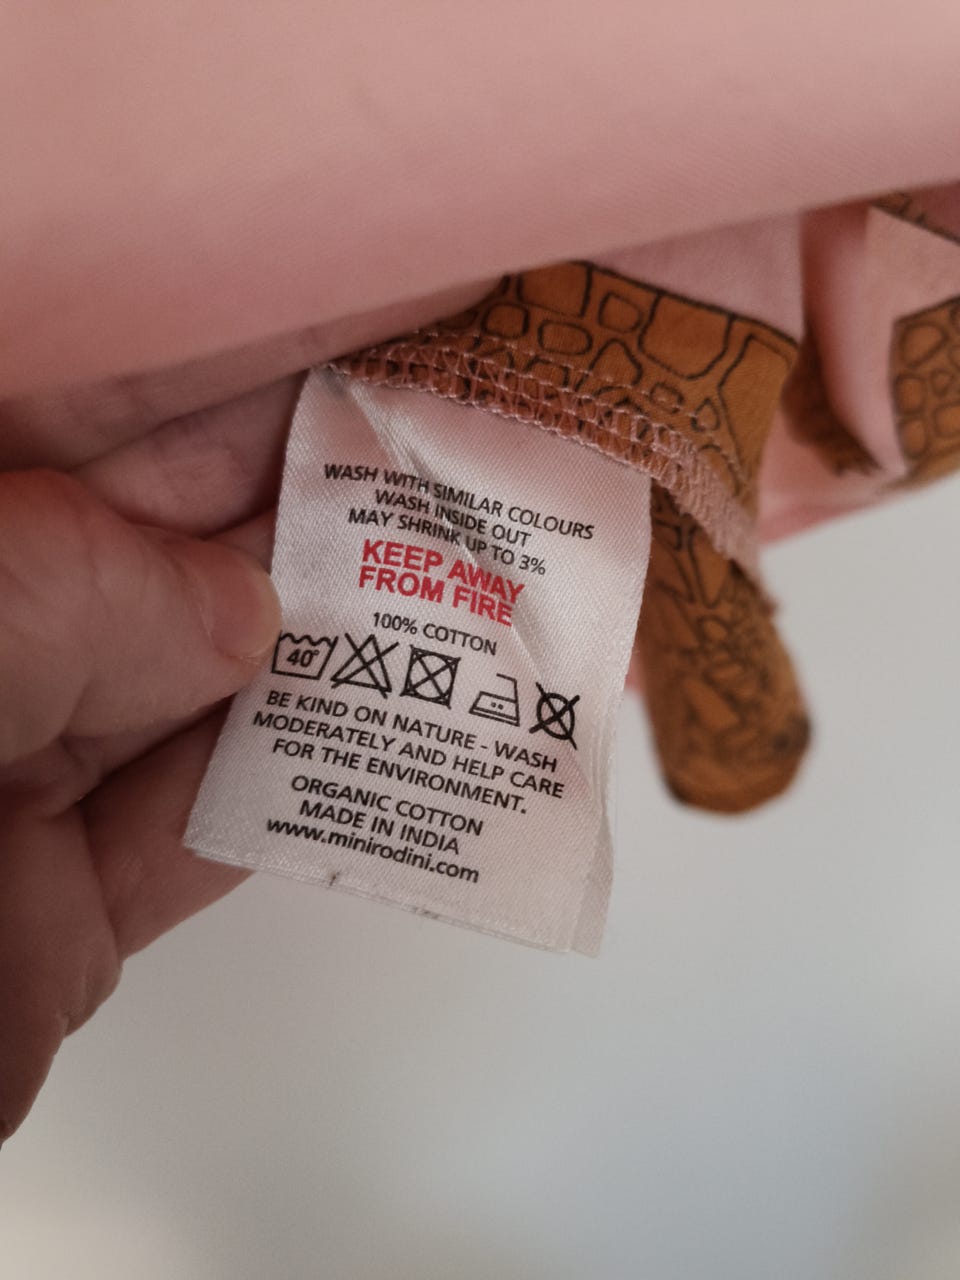 WASH WITH SIMILAR COLOURS
WASH INSIDE OUT
MAY SHRINK UP TO 3%
KEEP AWAY
FROM FIRE
100% COTTON
40°
BE KIND ON NATURE - WASH
MODERATELY AND HELP CARE
FOR THE ENVIRONMENT.
ORGANIC COTTON
MADE IN INDIA
www.minirodini.com